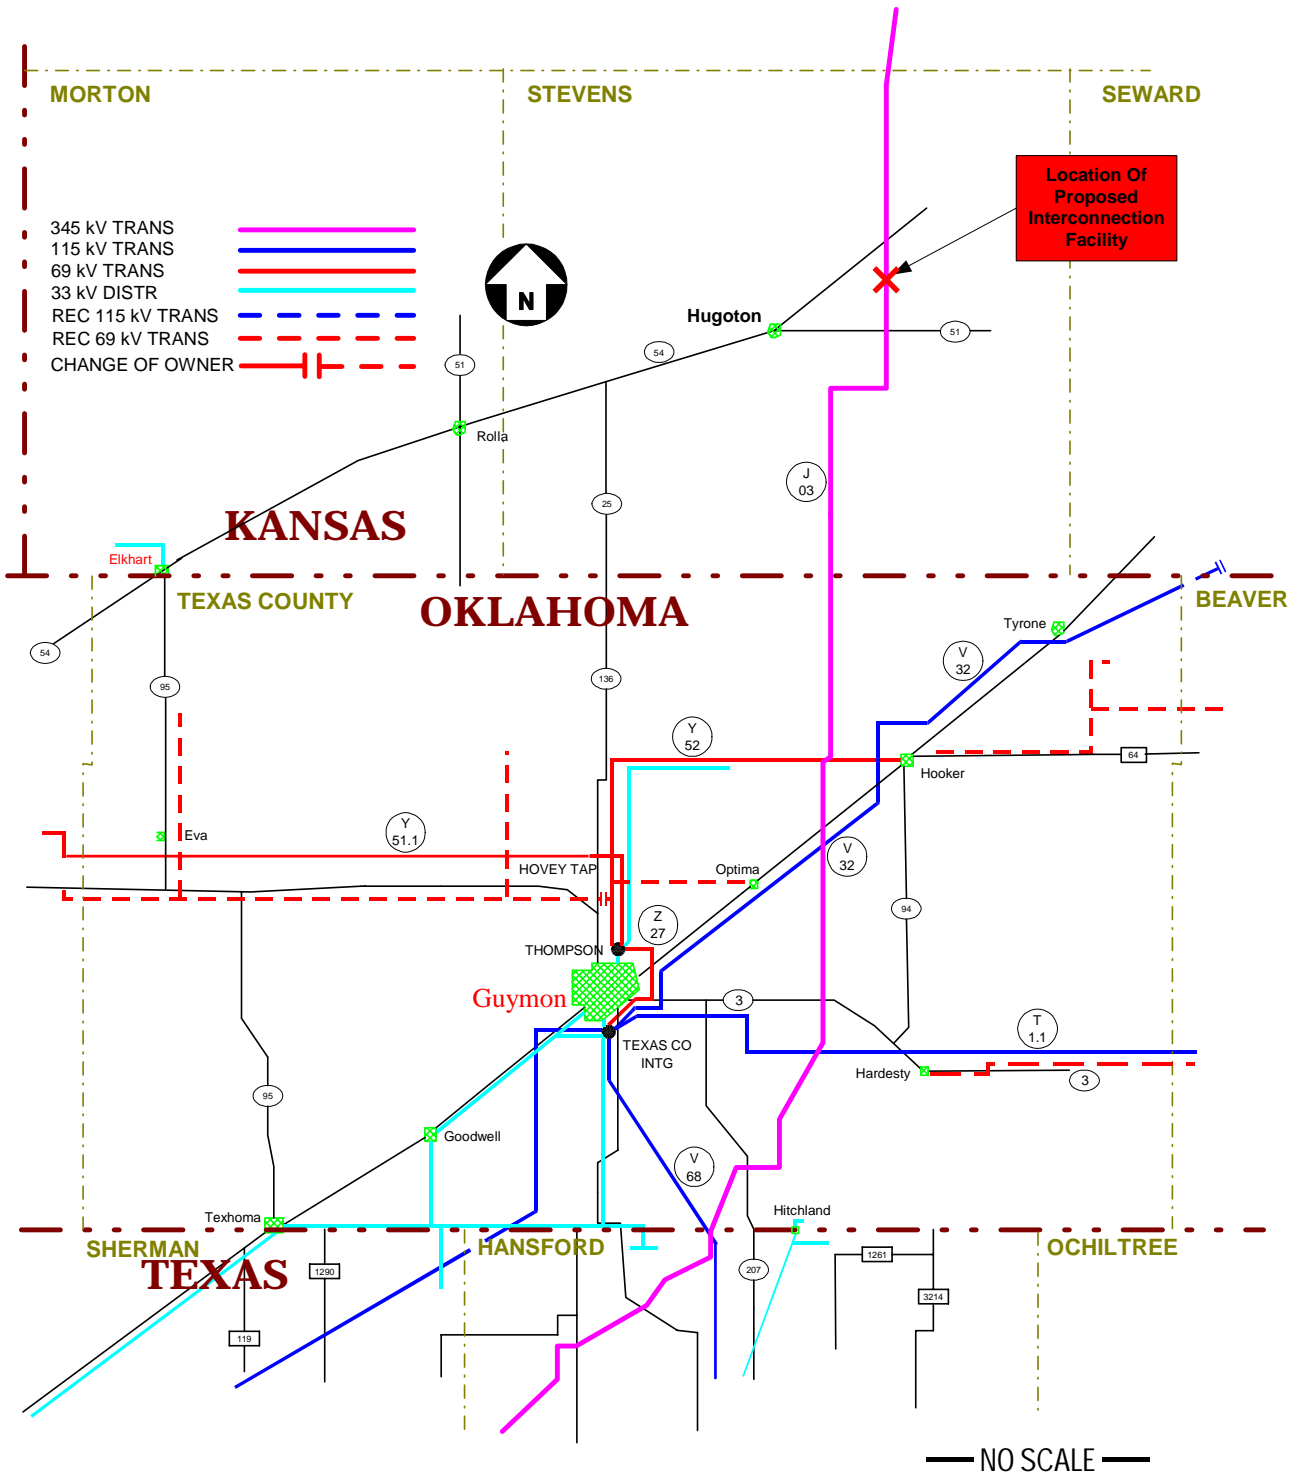 MORTON
STEVENS
SEWARD
Location Of
Proposed
Interconnection
Facility
345 kV TRANS
115 kV TRANS
69 kV TRANS
33 kV DISTR
REC 115 kV TRANS
REC 69 kV TRANS
CHANGE OF OWNER
N
Hugoton
51
54
51
Rolla
J
03
25
KANSAS
Elkhart
TEXAS COUNTY
OKLAHOMA
BEAVER
Tyrone
54
V
32
95
136
Y
52
64
Hooker
Eva
Y
51.1
HOVEY TAP
Optima
V
32
94
Z
27
THOMPSON
Guymon
3
TEXAS CO
INTG
T
1.1
Hardesty
3
95
Goodwell
V
68
Texhoma
Hitchland
SHERMAN
HANSFORD
OCHILTREE
TEXAS
1290
207
1261
3214
119
NO SCALE